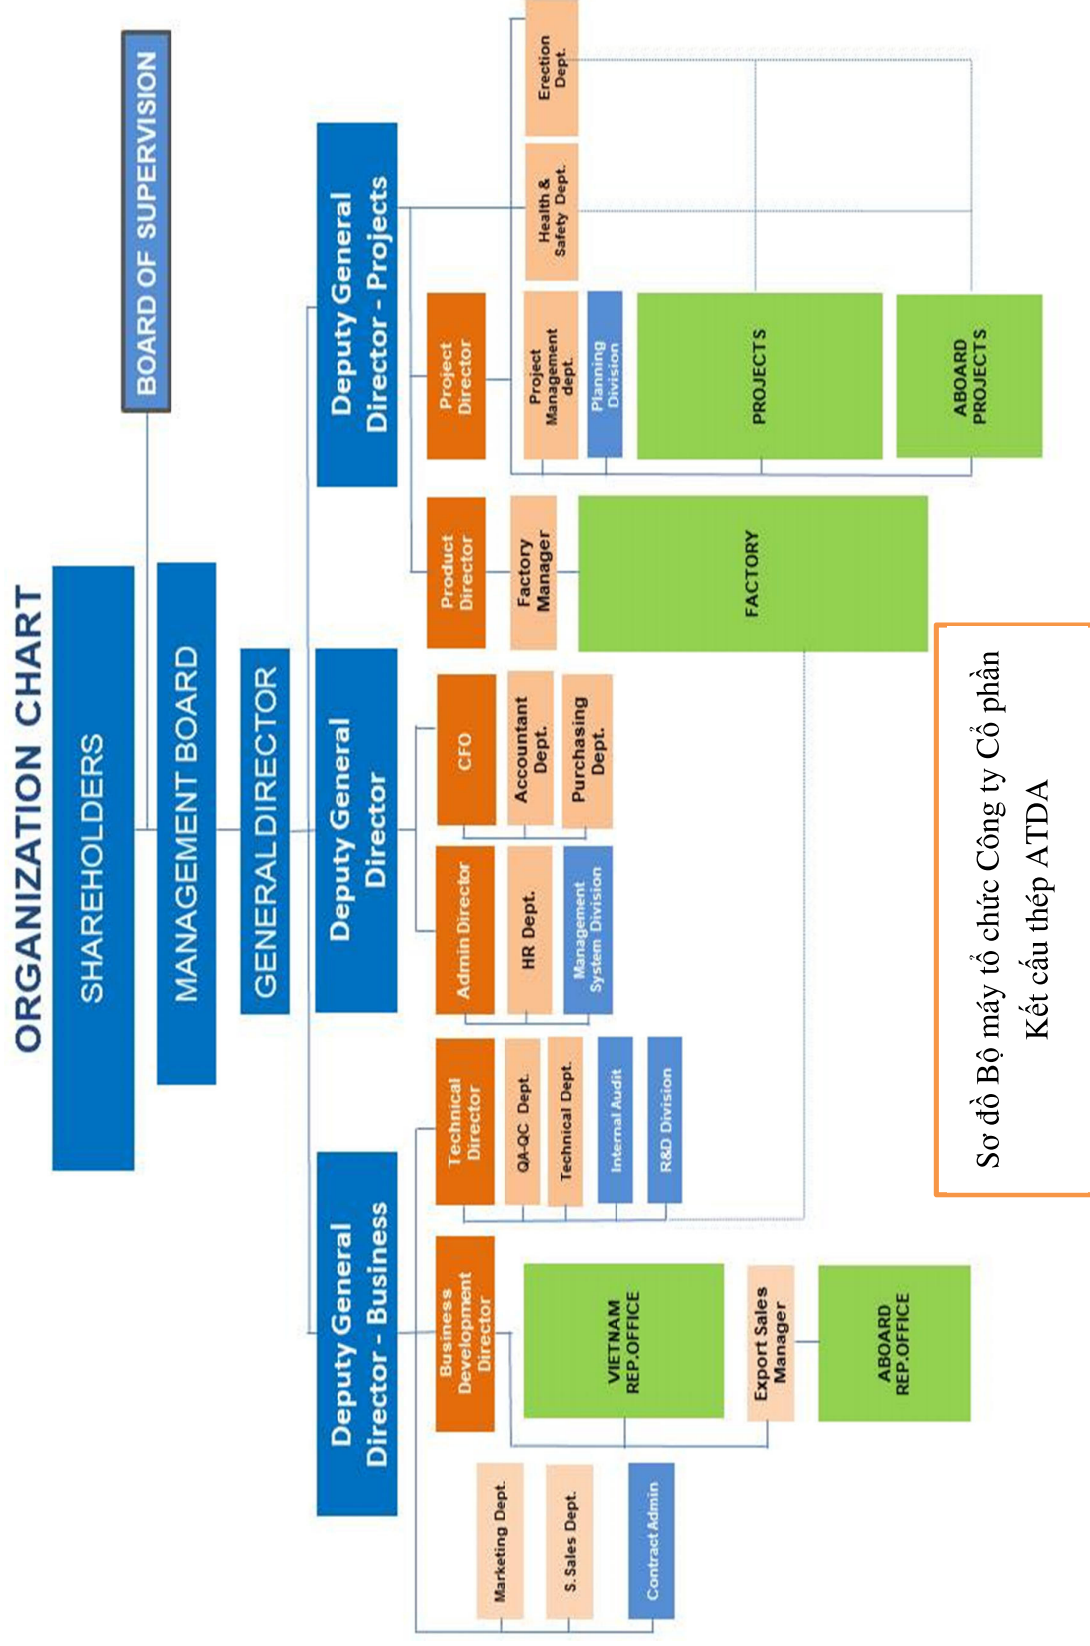 ORGANIZATION CHART
SHAREHOLDERS
BOARD OF SUPERVISION
MANAGEMENT BOARD
GENERAL DIRECTOR
Deputy General
Director - Business
Deputy General
Director
Deputy General
Director - Projects
Marketing Dept.
S. Sales Dept.
Contract Admin
Business
Development
Director
VIETNAM
REP.OFFICE
Export Sales
Manager
ABOARD
REP.OFFICE
Technical
Director
QA-QC Dept.
Technical Dept.
Internal Audit
R&D Division
Admin Director
HR Dept.
Management
System Division
CFO
Accountant
Dept.
Purchasing
Dept.
Product
Director
Factory
Manager
FACTORY
Project
Director
Project
Management
dept.
Planning
Division
PROJECTS
ABOARD
PROJECTS
Health &
Safety Dept.
Erection
Dept.
Sơ đồ Bộ máy tổ chức Công ty Cổ phần
Kết cấu thép ATDA